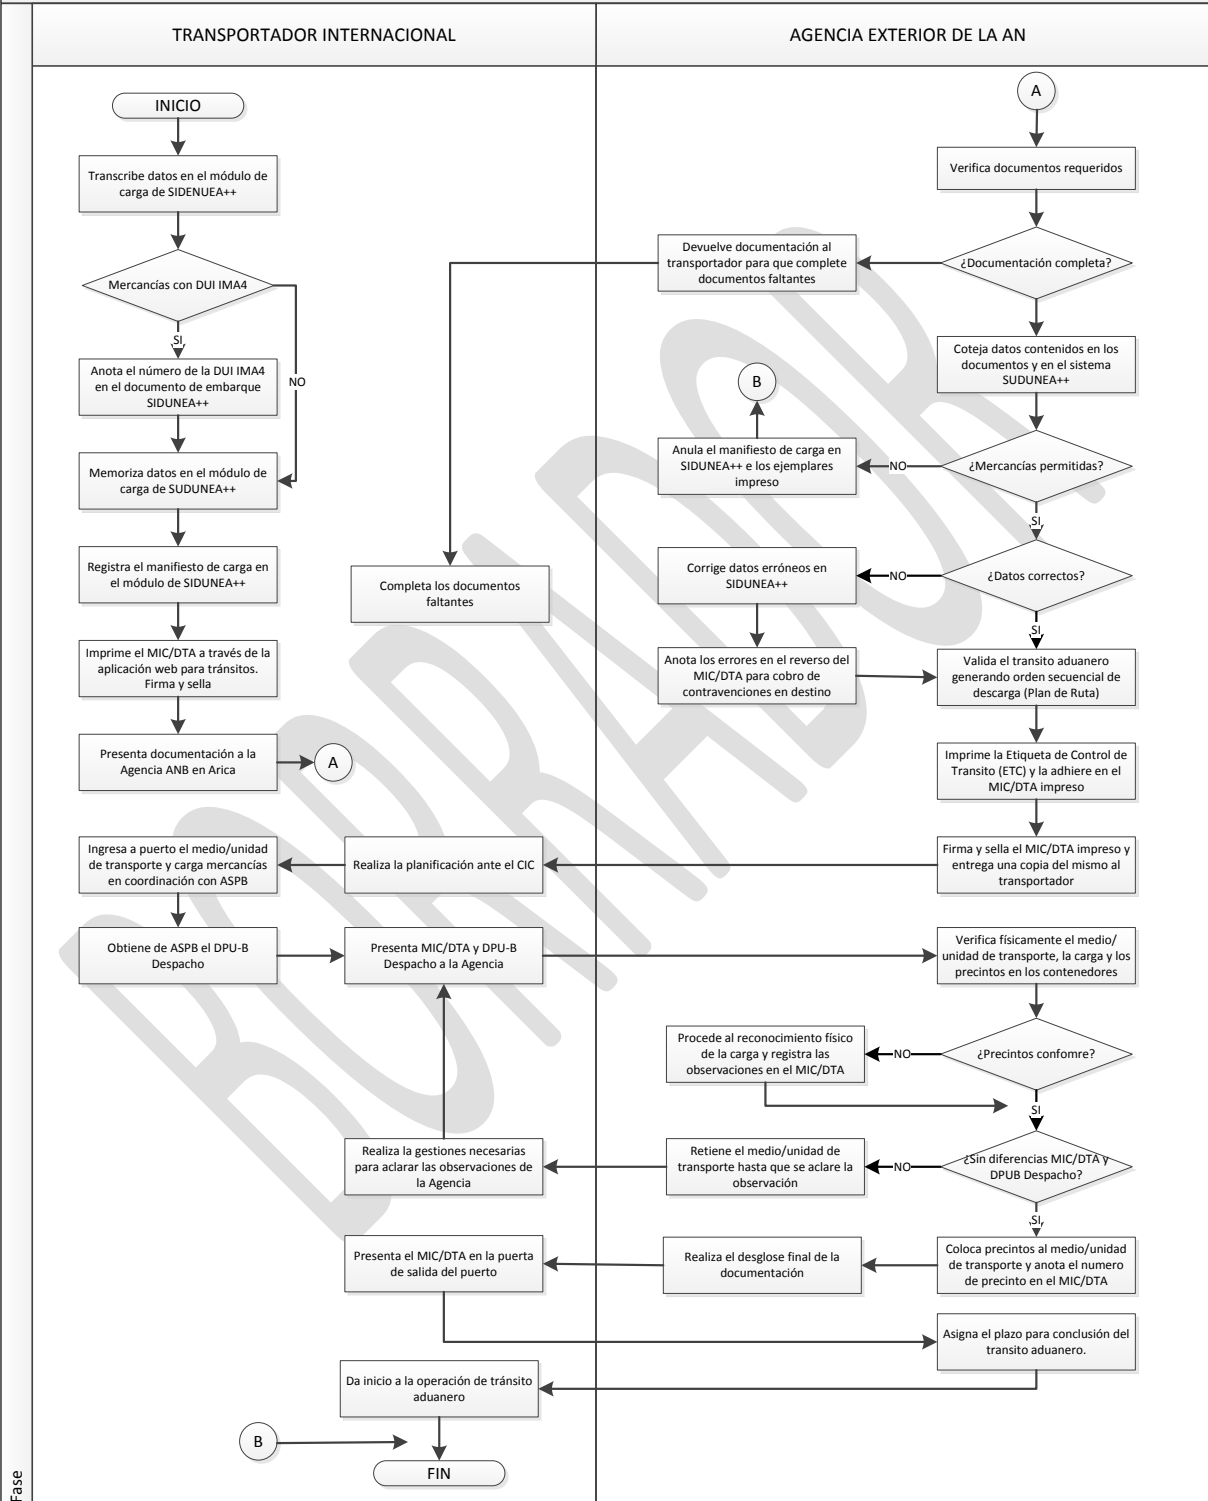 TRANSPORTADOR INTERNACIONAL
AGENCIA EXTERIOR DE LA AN
INICIO
Transcribe datos en el módulo de
carga de SIDENUEA++
Mercancías con DUI IMA4
SI
NO
Anota el número de la DUI IMA4
en el documento de embarque
SIDUNEA++
Memoriza datos en el módulo de
carga de SUDUNEA++
Registra el manifiesto de carga en
el módulo de SIDUNEA++
Imprime el MIC/DTA a través de la
aplicación web para tránsitos.
Firma y sella
Presenta documentación a la
Agencia ANB en Arica
A
A
Verifica documentos requeridos
¿Documentación completa?
Devuelve documentación al
transportador para que complete
documentos faltantes
Completa los documentos
faltantes
Coteja datos contenidos en los
documentos y en el sistema
SUDUNEA++
¿Mercancías permitidas?
NO
Anula el manifiesto de carga en
SIDUNEA++ e los ejemplares
impreso
B
SI
¿Datos correctos?
NO
Corrige datos erróneos en
SIDUNEA++
Anota los errores en el reverso del
MIC/DTA para cobro de
contravenciones en destino
SI
Valida el transito aduanero
generando orden secuencial de
descarga (Plan de Ruta)
Imprime la Etiqueta de Control de
Transito (ETC) y la adhiere en el
MIC/DTA impreso
Firma y sella el MIC/DTA impreso y
entrega una copia del mismo al
transportador
Realiza la planificación ante el CIC
Ingresa a puerto el medio/unidad
de transporte y carga mercancías
en coordinación con ASPB
Obtiene de ASPB el DPU-B
Despacho
Presenta MIC/DTA y DPU-B
Despacho a la Agencia
Verifica físicamente el medio/
unidad de transporte, la carga y los
precintos en los contenedores
¿Precintos confomre?
NO
Procede al reconocimiento físico
de la carga y registra las
observaciones en el MIC/DTA
SI
¿Sin diferencias MIC/DTA y
DPUB Despacho?
NO
Retiene el medio/unidad de
transporte hasta que se aclare la
observación
Realiza la gestiones necesarias
para aclarar las observaciones de
la Agencia
SI
Coloca precintos al medio/unidad
de transporte y anota el numero
de precinto en el MIC/DTA
Realiza el desglose final de la
documentación
Presenta el MIC/DTA en la puerta
de salida del puerto
Asigna el plazo para conclusión del
transito aduanero.
Da inicio a la operación de tránsito
aduanero
B
FIN
Fase
BORRADOR